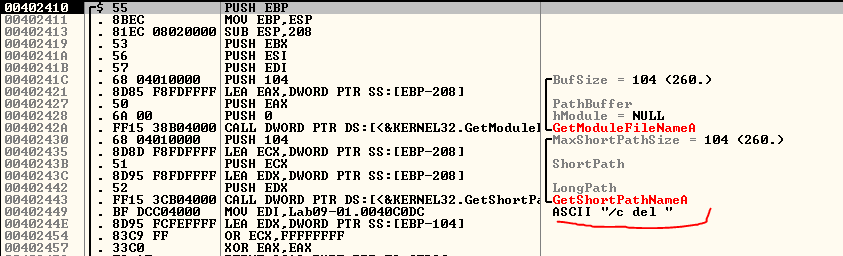 00402410 $ 55 PUSH EBP
00402411 . 8BEC MOV EBP,ESP
00402413 . 81EC 08020000 SUB ESP,208
00402419 . 53 PUSH EBX
0040241A . 56 PUSH ESI
0040241B . 57 PUSH EDI
0040241C . 68 04010000 PUSH 104 BufSize = 104 (260.)
00402421 . 8D85 F8FDFFFF LEA EAX,DWORD PTR SS:[EBP-208]
00402427 . 50 PUSH EAX PathBuffer
00402428 . 6A 00 PUSH 0 hModule = NULL
0040242A . FF15 38B04000 CALL DWORD PTR DS:[<&KERNEL32.GetModuleI GetModuleFileNameA
00402430 . 68 04010000 PUSH 104 MaxShortPathSize = 104 (260.)
00402435 . 8D8D F8FDFFFF LEA ECX,DWORD PTR SS:[EBP-208]
0040243B . 51 PUSH ECX ShortPath
0040243C . 8D95 F8FDFFFF LEA EDX,DWORD PTR SS:[EBP-208]
00402442 . 52 PUSH EDX LongPath
00402443 . FF15 3CB04000 CALL DWORD PTR DS:[<&KERNEL32.GetShortPa GetShortPathNameA
00402449 . BF DCC04000 MOV EDI,Lab09-01.0040C0DC ASCII "/c del "
0040244E . 8D95 FCFEFFFF LEA EDX,DWORD PTR SS:[EBP-104]
00402454 . 83C9 FF OR ECX,FFFFFFFF
00402457 . 33C0 XOR EAX,EAX